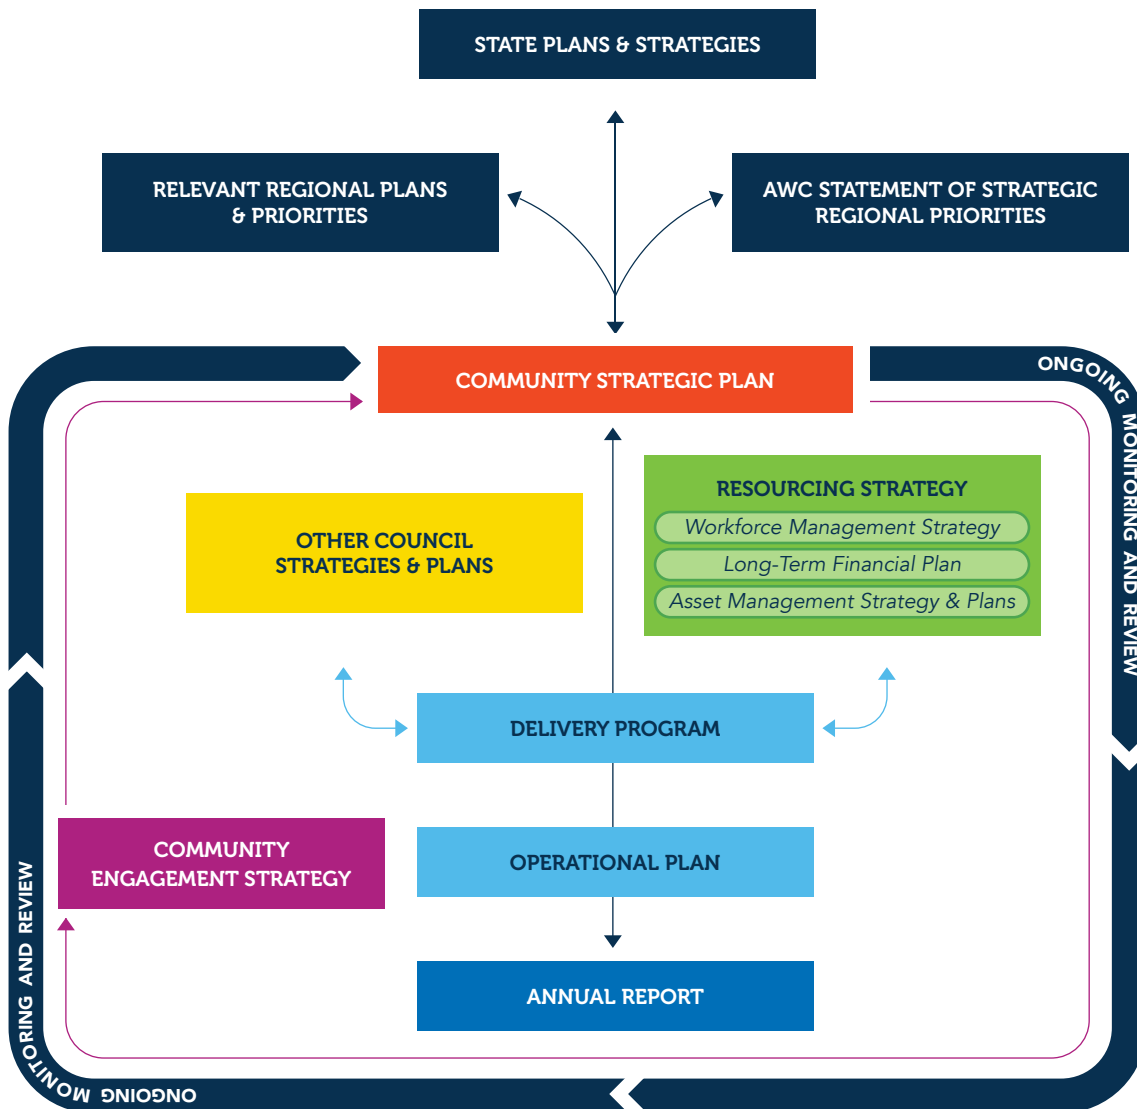 STATE PLANS & STRATEGIES
RELEVANT REGIONAL PLANS
& PRIORITIES
AWC STATEMENT OF STRATEGIC
REGIONAL PRIORITIES
COMMUNITY STRATEGIC PLAN
ONGOING MONITORING AND REVIEW
RESOURCING STRATEGY
Workforce Management Strategy
Long-Term Financial Plan
Asset Management Strategy & Plans
OTHER COUNCIL
STRATEGIES & PLANS
DELIVERY PROGRAM
COMMUNITY
ENGAGEMENT STRATEGY
OPERATIONAL PLAN
ANNUAL REPORT
ONGOING MONITORING AND REVIEW